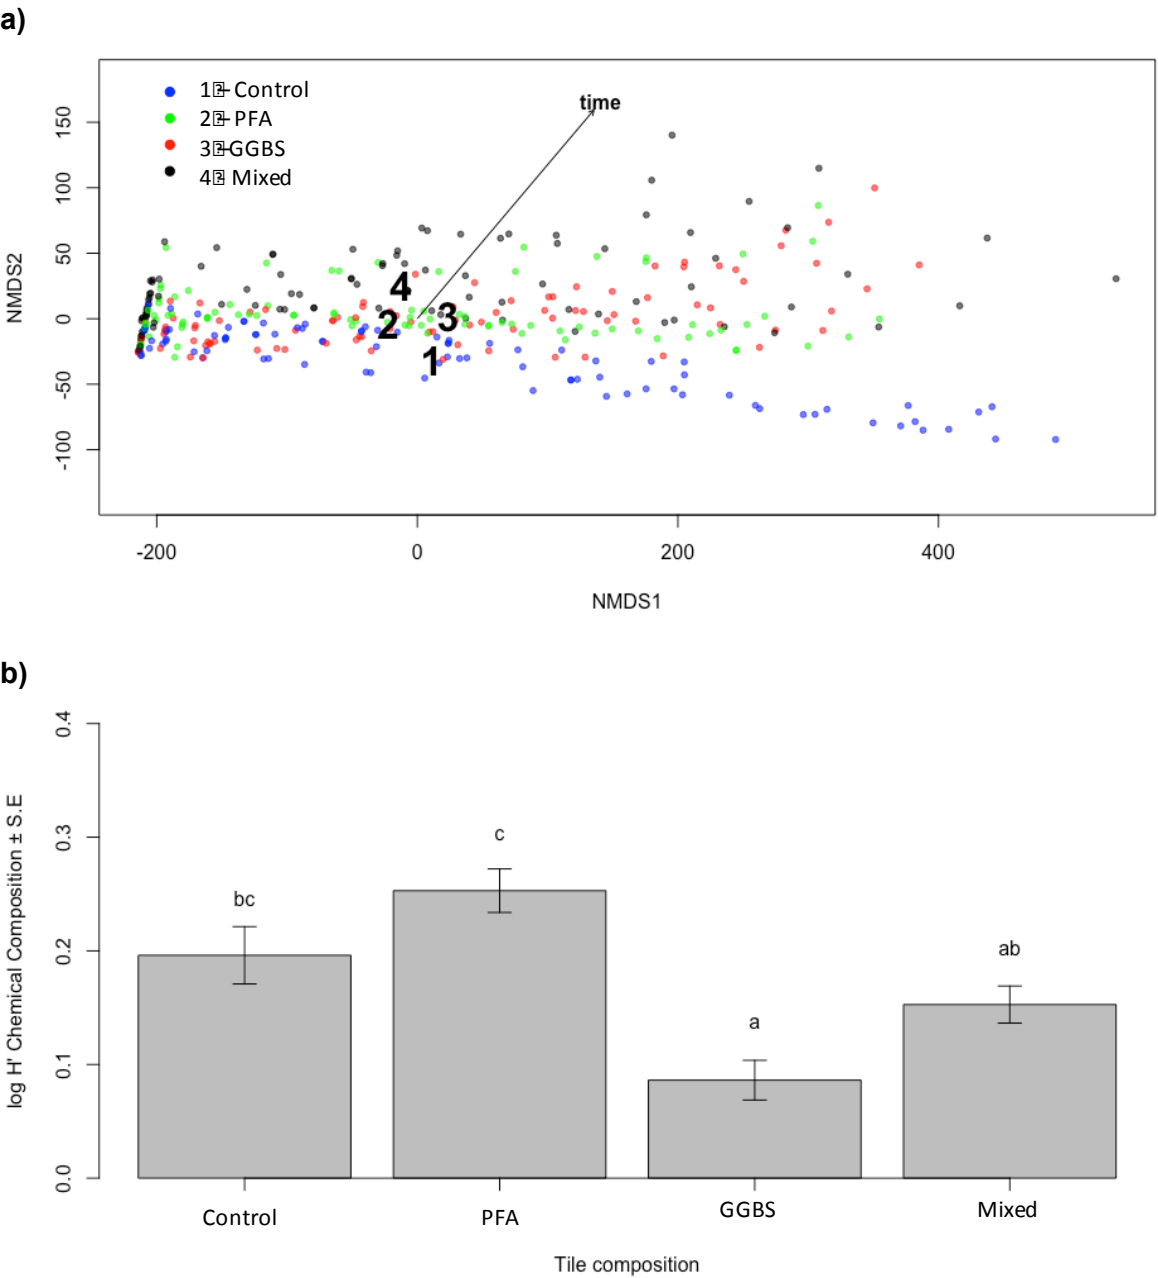 a)
time
1 - Control
2 - PFA
3 - GGBS
4 - Mixed
150
100
50
0
-50
-100
NMDS2
-200 0 200 400
NMDS1
4
2
3
1
b)
0.4
0.3
0.2
0.1
0.0
log H' Chemical Composition ± S.E
bc
c
a
ab
Control PFA GGBS Mixed
Tile composition